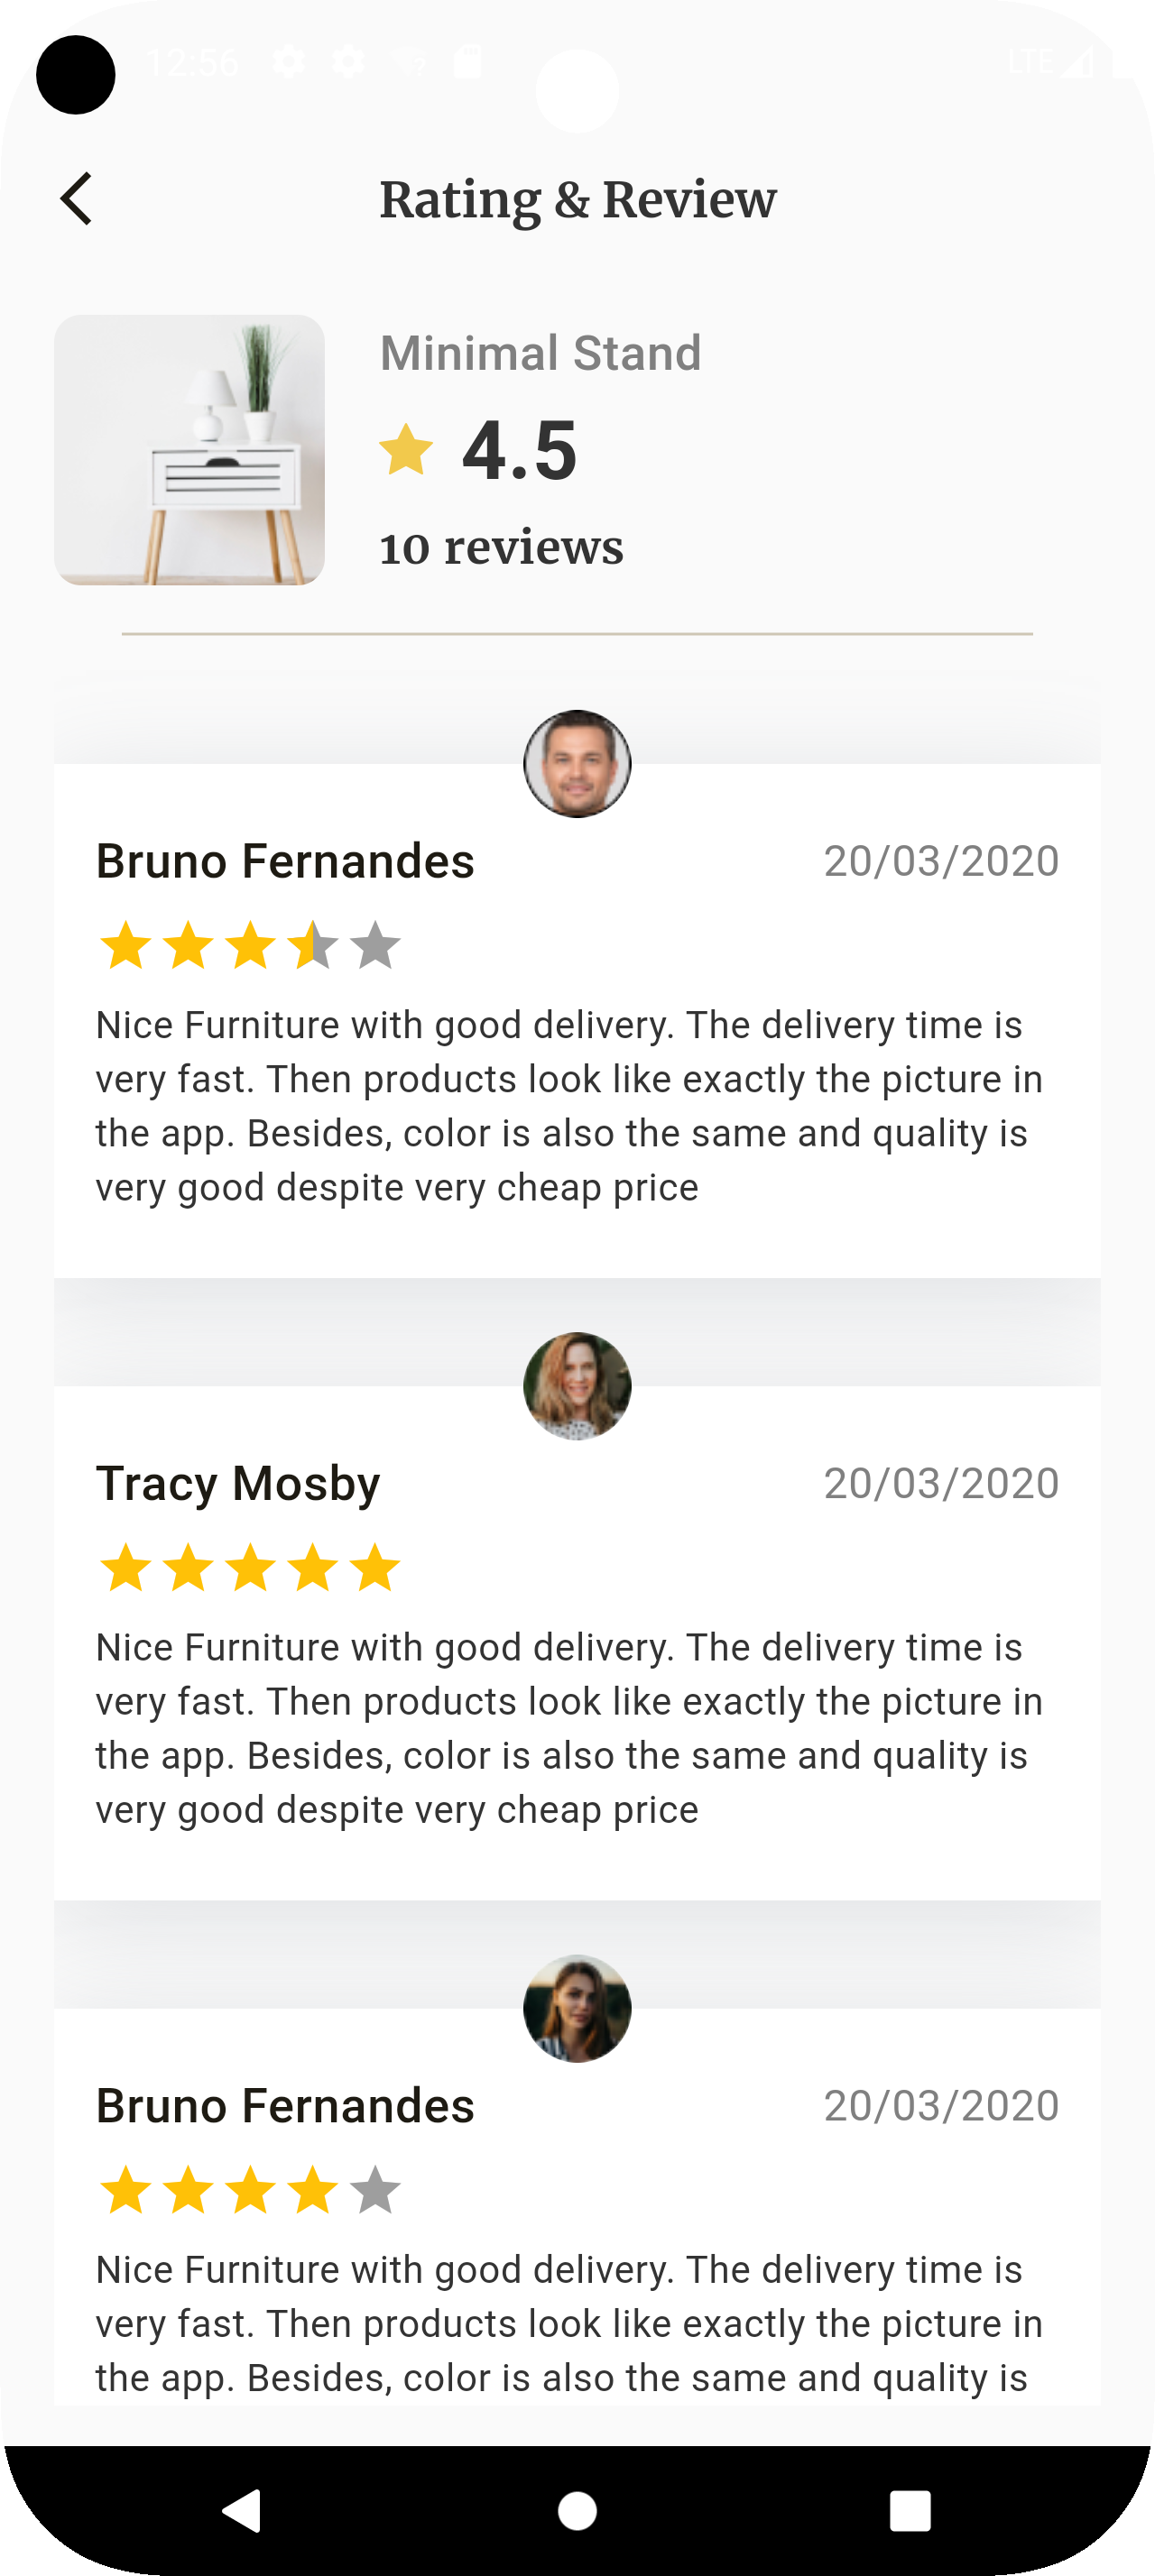 12:56
LTE
Rating & Review
Minimal Stand
4.5
10 reviews
Bruno Fernandes
20/03/2020
Nice Furniture with good delivery. The delivery time is
very fast. Then products look like exactly the picture in
the app. Besides, color is also the same and quality is
very good despite very cheap price
Tracy Mosby
20/03/2020
Nice Furniture with good delivery. The delivery time is
very fast. Then products look like exactly the picture in
the app. Besides, color is also the same and quality is
very good despite very cheap price
Bruno Fernandes
20/03/2020
Nice Furniture with good delivery. The delivery time is
very fast. Then products look like exactly the picture in
the app. Besides, color is also the same and quality is